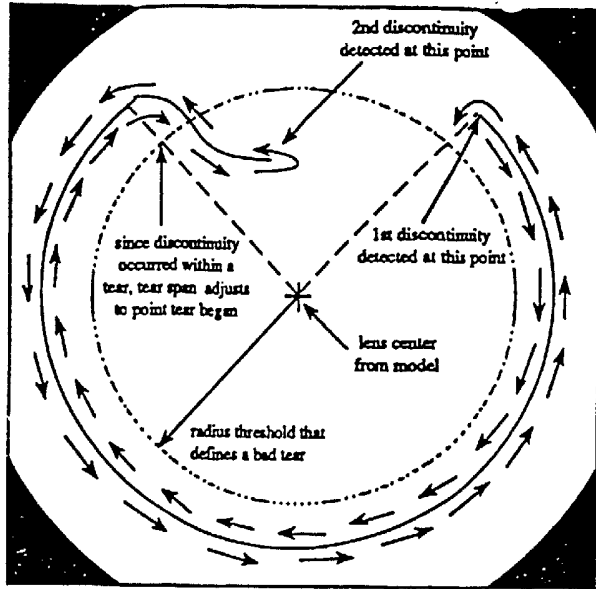 2nd discontinuity
detected at this point
since discontinuity
occurred within a
tear, tear span adjusts
to point tear began
1st discontinuity
detected at this point
lens center
from model
radius threshold that
defines a bad tear